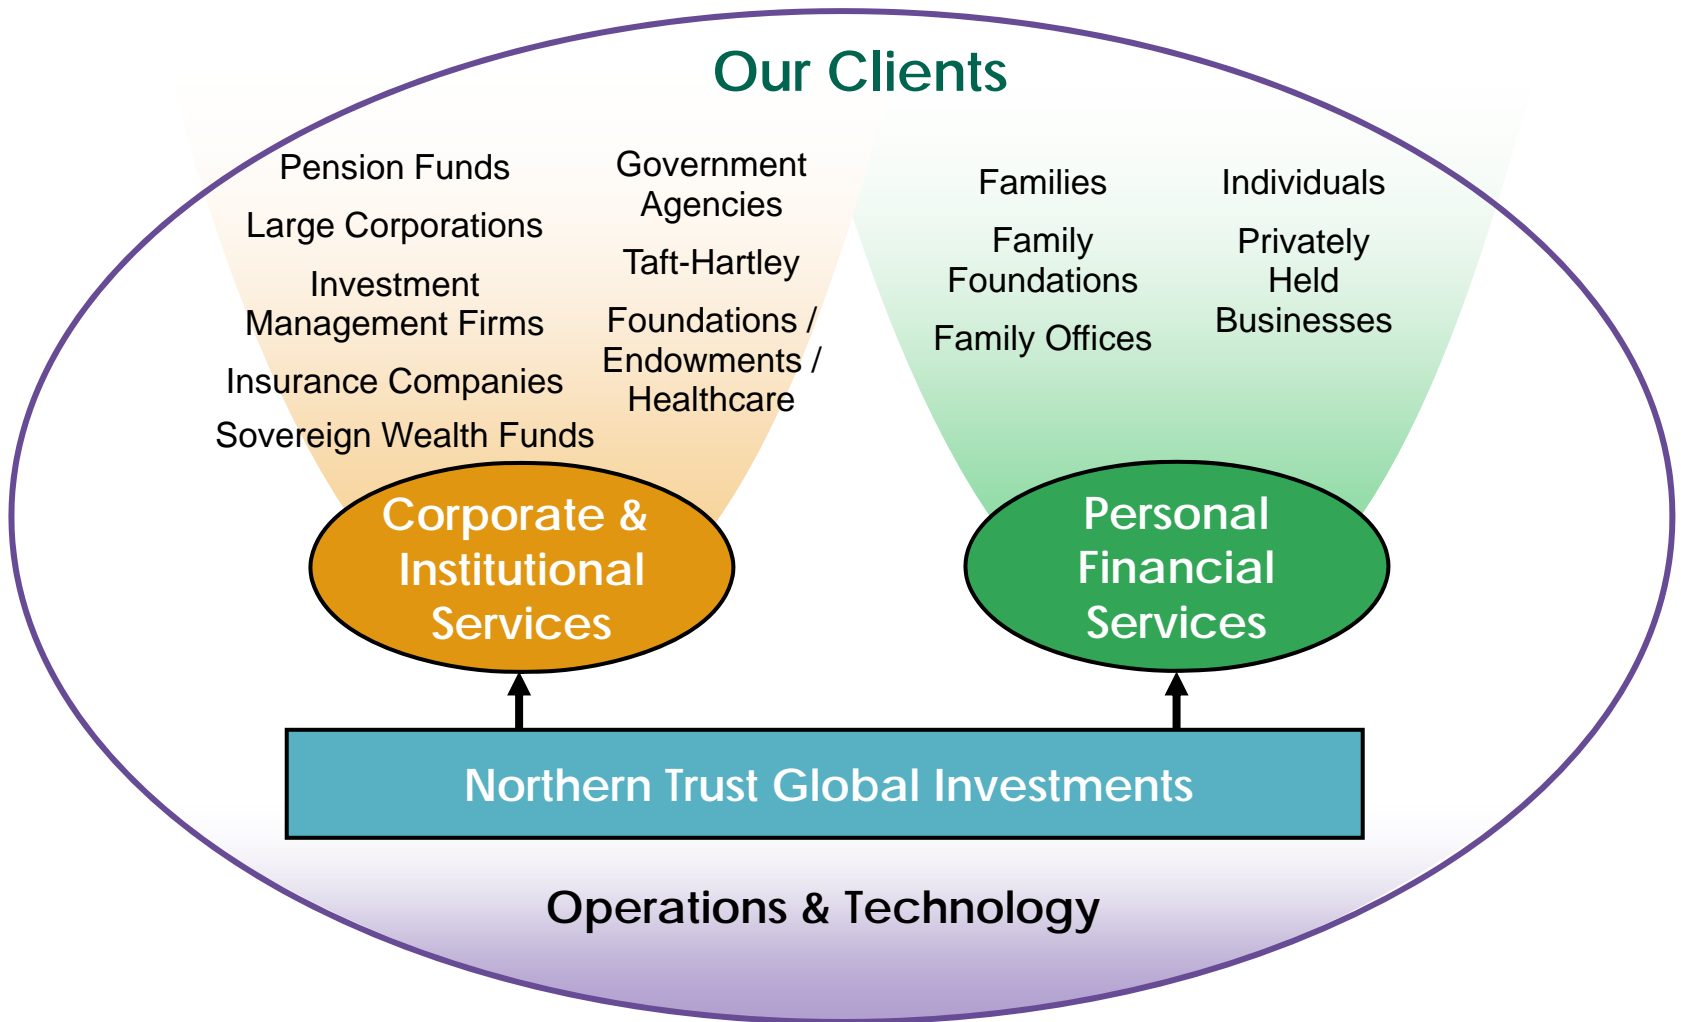 Our Clients
Pension Funds
Large Corporations
Investment
Management Firms
Insurance Companies
Sovereign Wealth Funds
Government
Agencies
Taft-Hartley
Foundations /
Endowments /
Healthcare
Families
Family
Foundations
Family Offices
Individuals
Privately
Held
Businesses
Corporate &
Institutional
Services
Personal
Financial
Services
Northern Trust Global Investments
Operations & Technology